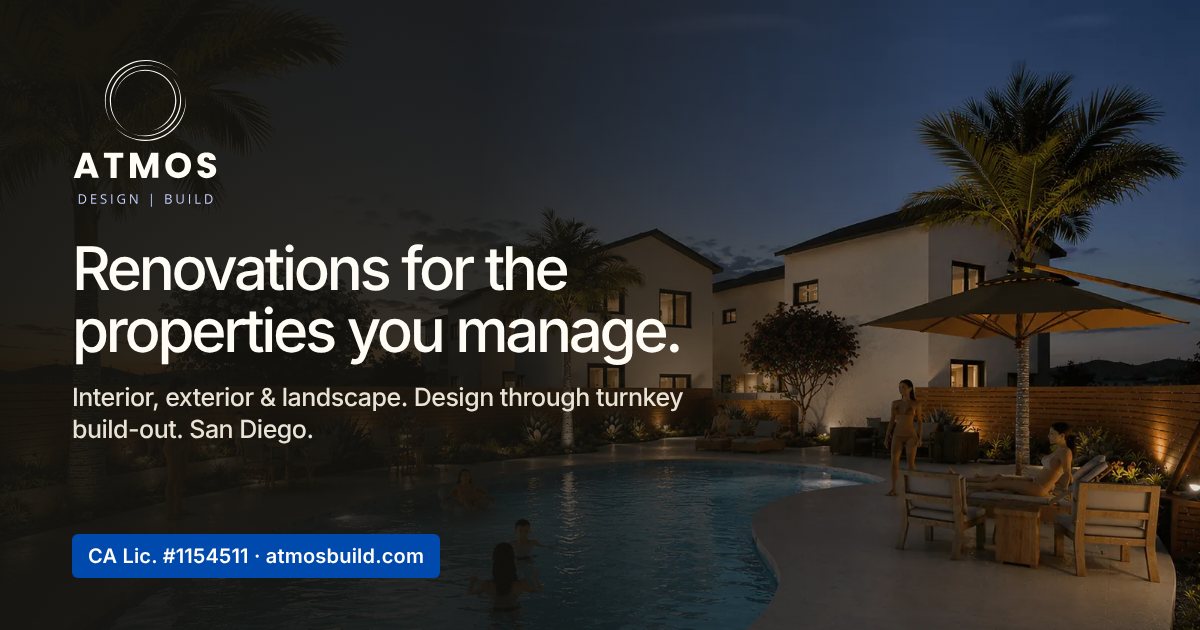 ATMOS
DESIGN | BUILD
Renovations for the
properties you manage.
Interior, exterior & landscape. Design through turnkey
build-out. San Diego.
CA Lic. #1154511 · atmosbuild.com